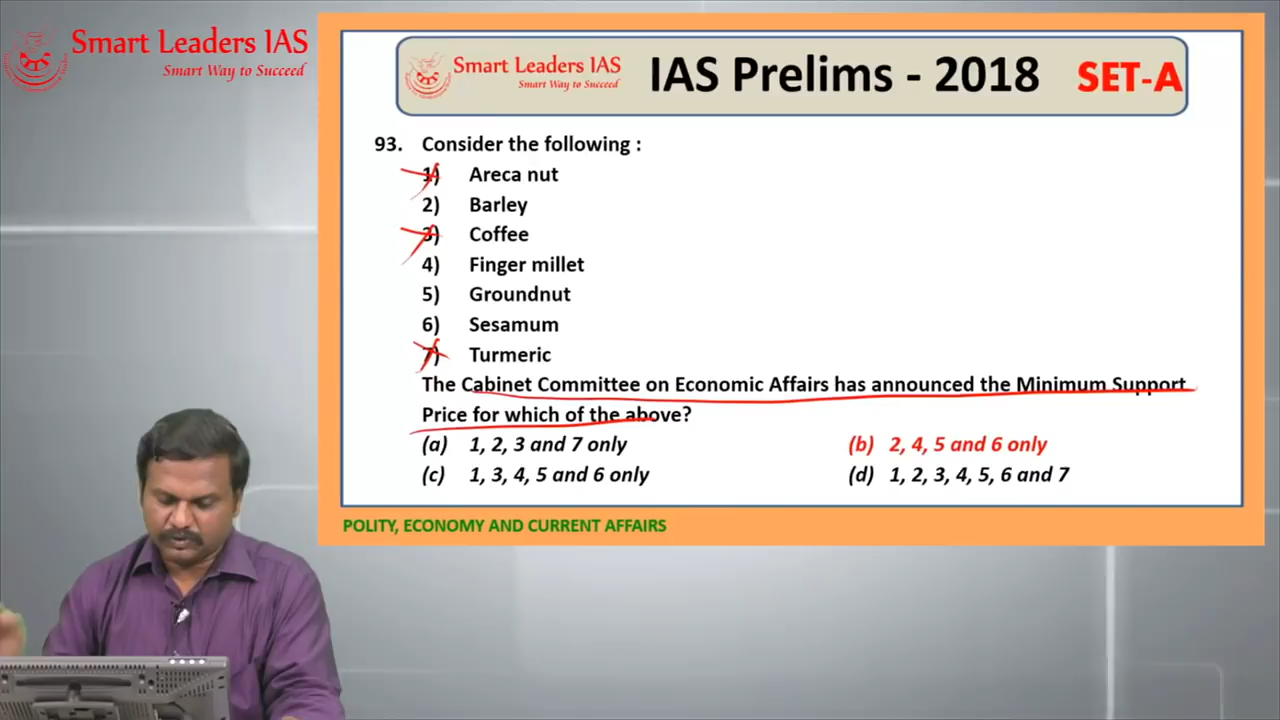 Smart Leaders IAS
Smart Way to Succeed
Smart Leaders IAS
Smart Way to Succeed
IAS Prelims - 2018 SET-A
93. Consider the following :
1) Areca nut
2) Barley
3) Coffee
4) Finger millet
5) Groundnut
6) Sesamum
7) Turmeric
The Cabinet Committee on Economic Affairs has announced the Minimum Support
Price for which of the above?
(a) 1, 2, 3 and 7 only (b) 2, 4, 5 and 6 only
(c) 1, 3, 4, 5 and 6 only (d) 1, 2, 3, 4, 5, 6 and 7
POLITY, ECONOMY AND CURRENT AFFAIRS